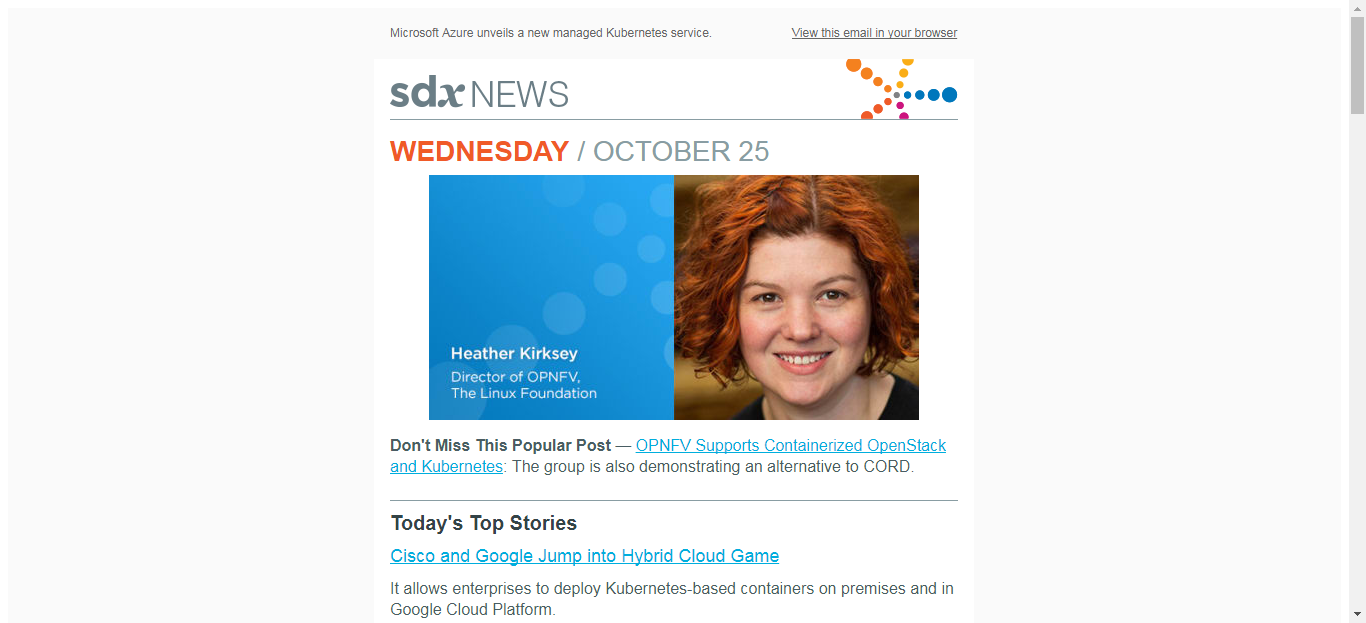 Microsoft Azure unveils a new managed Kubernetes service.
View this email in your browser
sdx NEWS
WEDNESDAY / OCTOBER 25
Heather Kirksey
Director of OPNFV,
The Linux Foundation
Don't Miss This Popular Post — OPNFV Supports Containerized OpenStack
and Kubernetes: The group is also demonstrating an alternative to CORD.
Today's Top Stories
Cisco and Google Jump into Hybrid Cloud Game
It allows enterprises to deploy Kubernetes-based containers on premises and in
Google Cloud Platform.